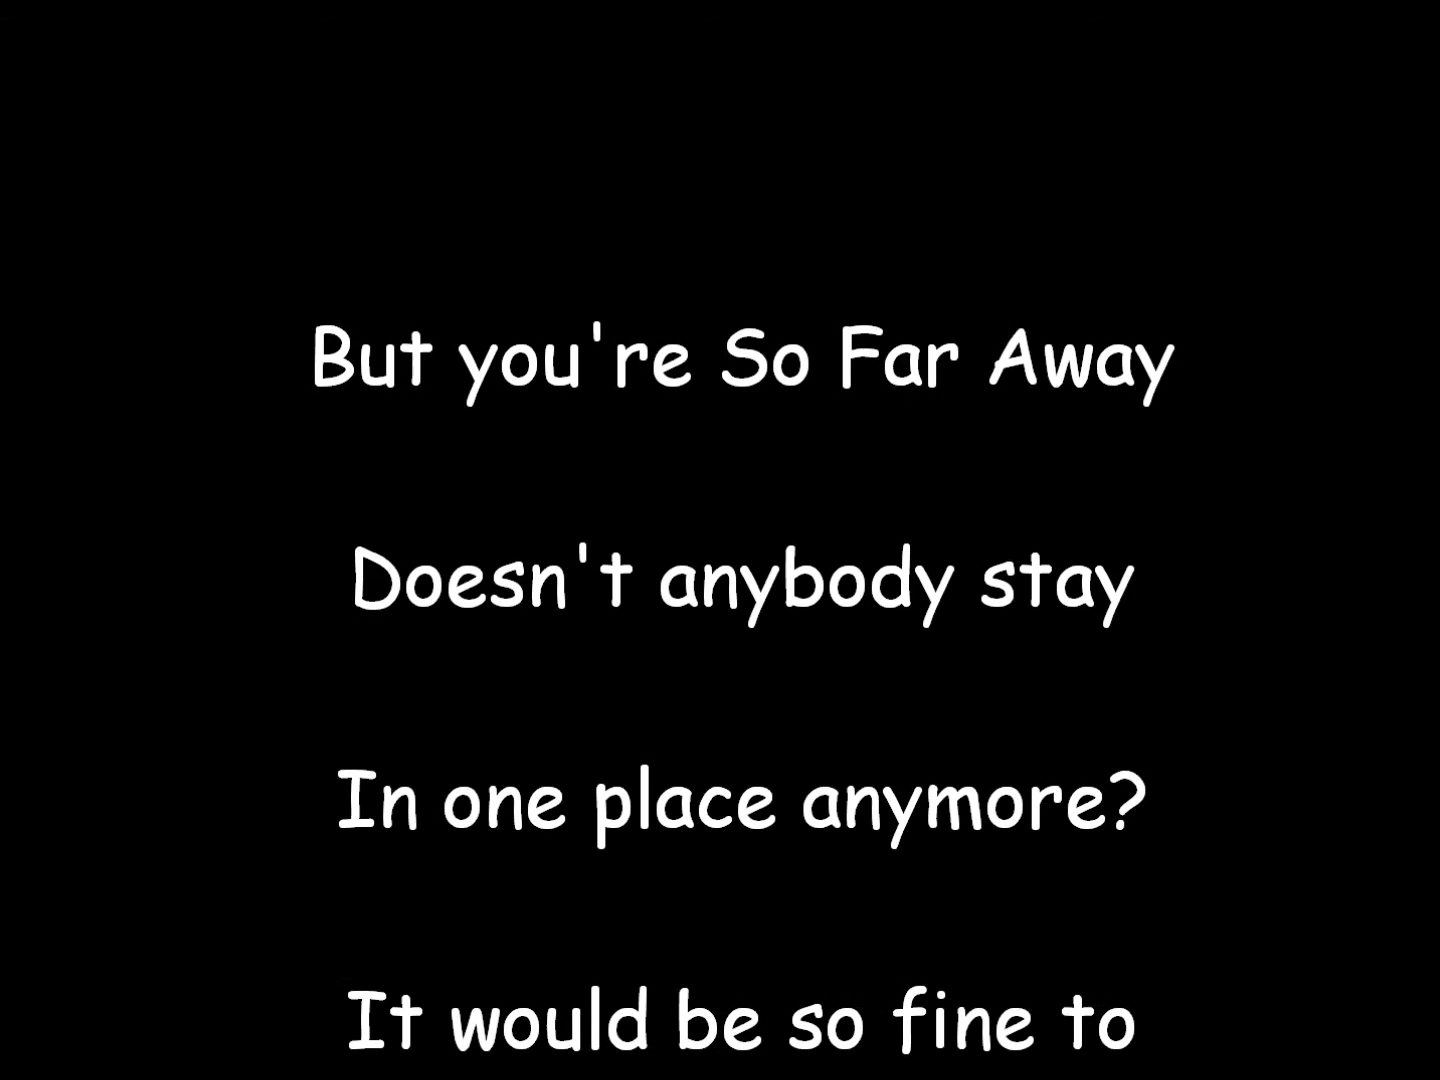 But you're So Far Away
Doesn't anybody stay
In one place anymore?
It would be so fine to